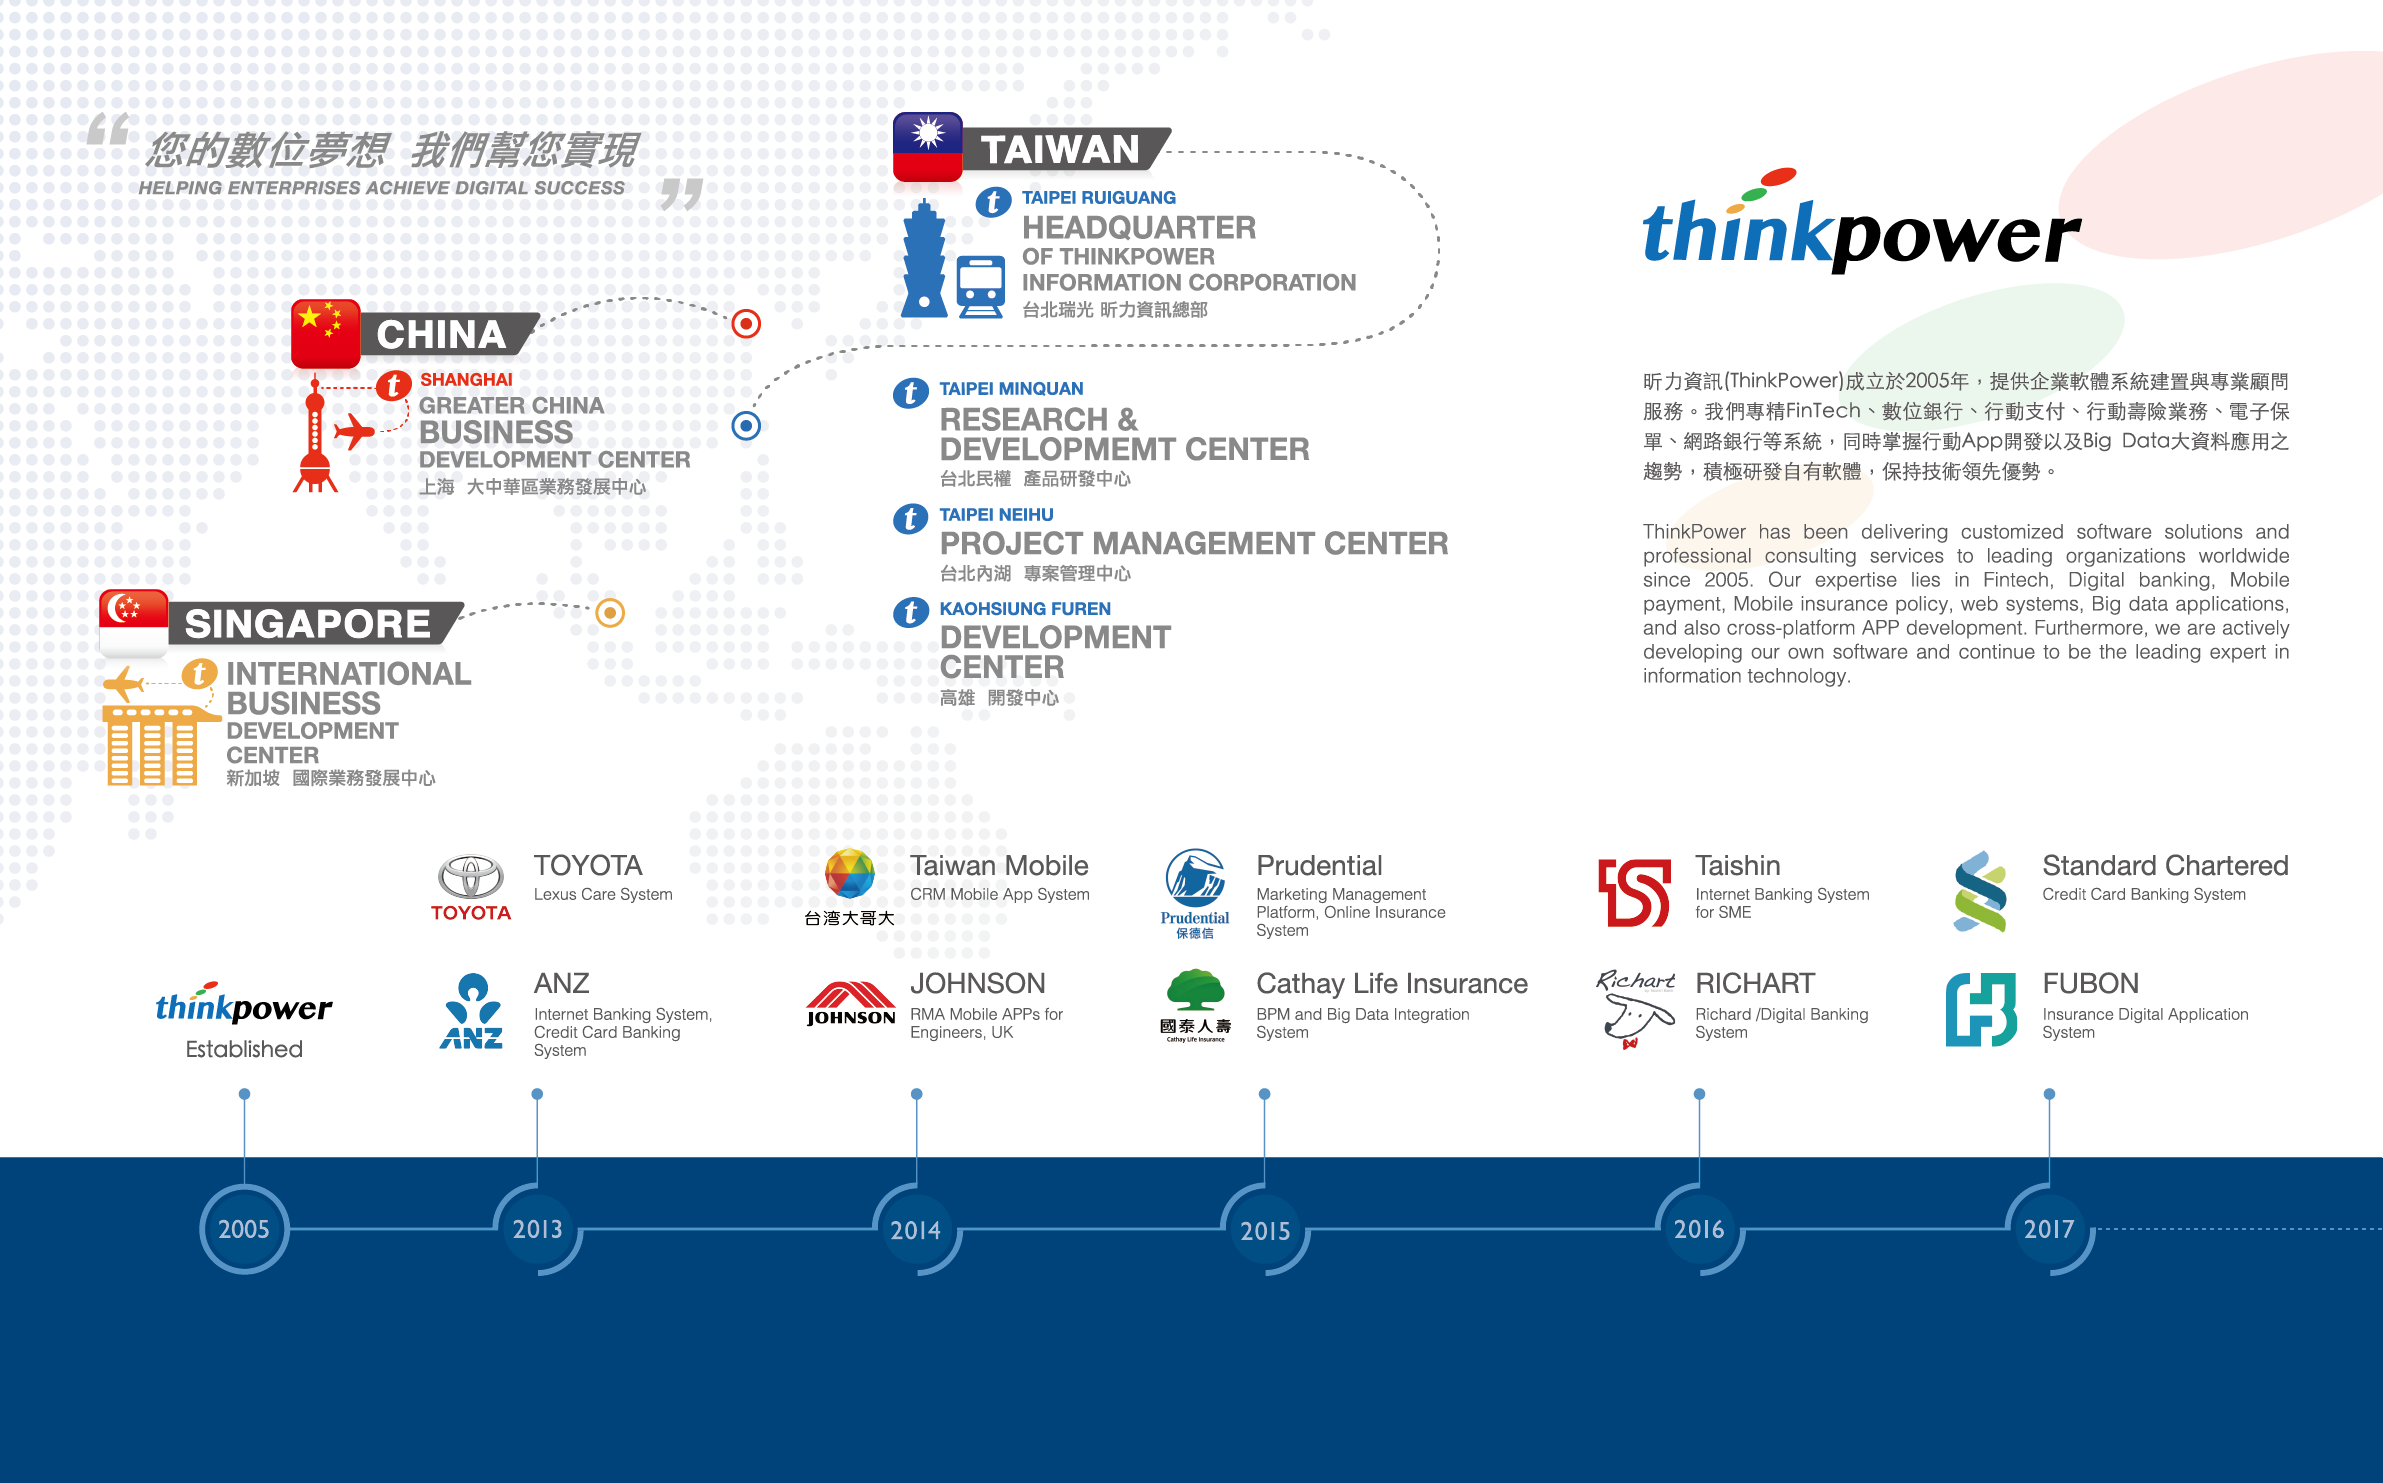 “ 您的數位夢想 我們幫您實現
HELPING ENTERPRISES ACHIEVE DIGITAL SUCCESS ”
TAIWAN
t TAIPEI RUIGUANG
HEADQUARTER
OF THINKPOWER
INFORMATION CORPORATION
台北瑞光 昕力資訊總部
t TAIPEI MINQUAN
RESEARCH &
DEVELOPMEMT CENTER
台北民權 產品研發中心
t TAIPEI NEIHU
PROJECT MANAGEMENT CENTER
台北內湖 專案管理中心
t KAOHSIUNG FUREN
DEVELOPMENT
CENTER
高雄 開發中心
CHINA
t SHANGHAI
GREATER CHINA
BUSINESS
DEVELOPMENT CENTER
上海 大中華區業務發展中心
SINGAPORE
t INTERNATIONAL
BUSINESS
DEVELOPMENT
CENTER
新加坡 國際業務發展中心
thinkpower
昕力資訊(ThinkPower)成立於2005年，提供企業軟體系統建置與專業顧問
服務。我們專精FinTech、數位銀行、行動支付、行動壽險業務、電子保
單、網路銀行等系統，同時掌握行動App開發以及Big Data大資料應用之
趨勢，積極研發自有軟體，保持技術領先優勢。
ThinkPower has been delivering customized software solutions and
professional consulting services to leading organizations worldwide
since 2005. Our expertise lies in Fintech, Digital banking, Mobile
payment, Mobile insurance policy, web systems, Big data applications,
and also cross-platform APP development. Furthermore, we are actively
developing our own software and continue to be the leading expert in
information technology.
thinkpower
Established
TOYOTA
TOYOTA
Lexus Care System
ANZ
ANZ
Internet Banking System,
Credit Card Banking
System
台湾大哥大
Taiwan Mobile
CRM Mobile App System
JOHNSON
JOHNSON
RMA Mobile APPs for
Engineers, UK
Prudential
保德信
Prudential
Marketing Management
Platform, Online Insurance
System
國泰人壽
Cathay Life Insurance
Cathay Life Insurance
BPM and Big Data Integration
System
Taishin
Internet Banking System
for SME
Richart
RICHART
Richard /Digital Banking
System
Standard Chartered
Credit Card Banking System
FUBON
Insurance Digital Application
System
2005
2013
2014
2015
2016
2017